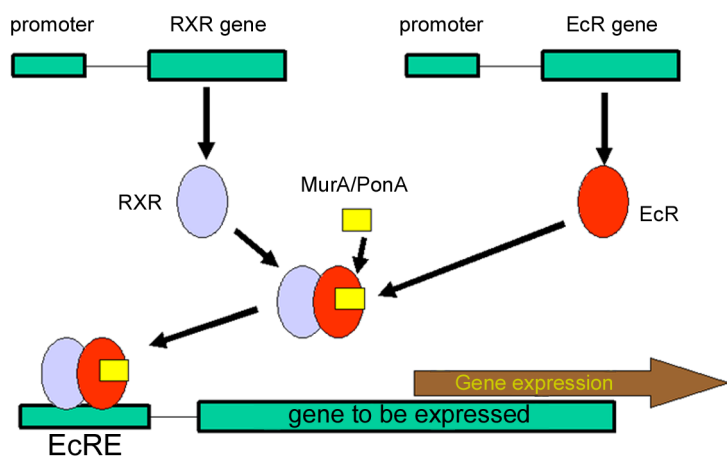 promoter
RXR gene
promoter
EcR gene
MurA/PonA
RXR
EcR
Gene expression
gene to be expressed
EcRE